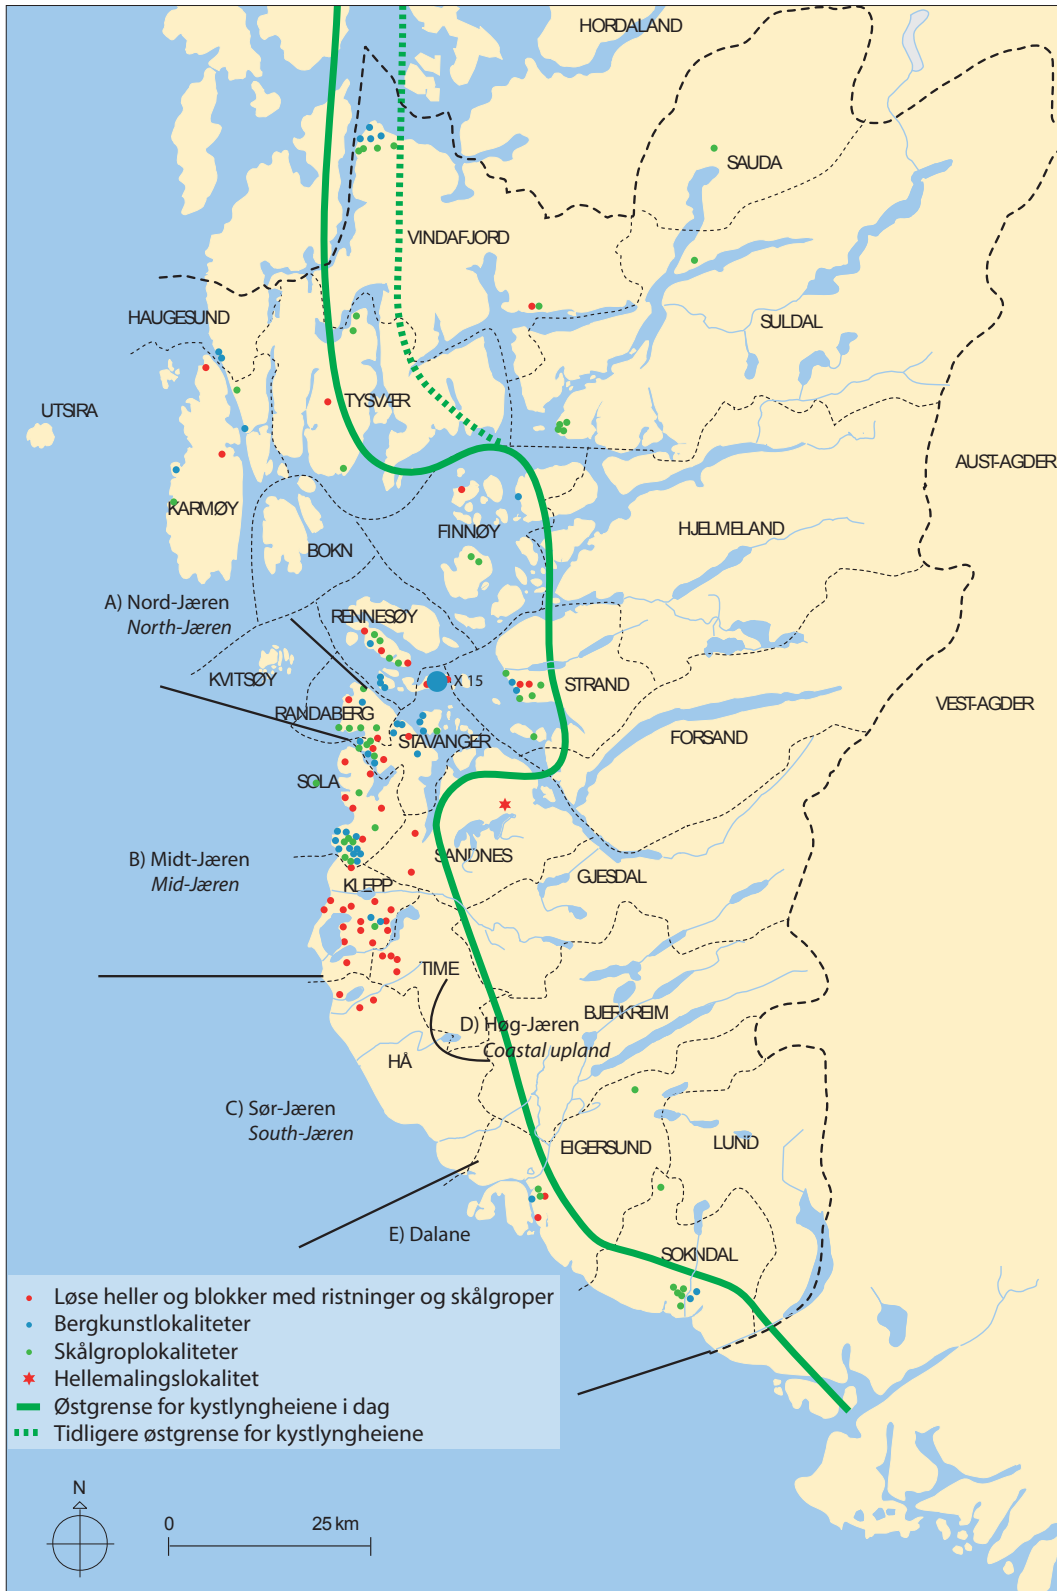 HORDALAND
SAUDA
VINDAFJORD
HAUGESUND
SULDAL
UTSIRA
TYSVÆR
AUST-AGDER
KARMØY
FINNØY
HJELMELAND
BOKN
A) Nord-Jæren
North-Jæren
RENNESØY
KVITSØY
X 15
STRAND
VEST-AGDER
RANDABERG
STAVANGER
FORSAND
SOLA
B) Midt-Jæren
Mid-Jæren
SANDNES
KLEPP
GJESDAL
TIME
D) Høg-Jæren
Coastal upland
BJERKREIM
HÅ
C) Sør-Jæren
South-Jæren
EIGERSUND
LUND
E) Dalane
SOKNDAL
Løse heller og blokker med ristninger og skålgroper
Bergkunstlokaliteter
Skålgroplokaliteter
Hellemalingslokalitet
Østgrense for kystlyngheiene i dag
Tidligere østgrense for kystlyngheiene
N
0 25 km